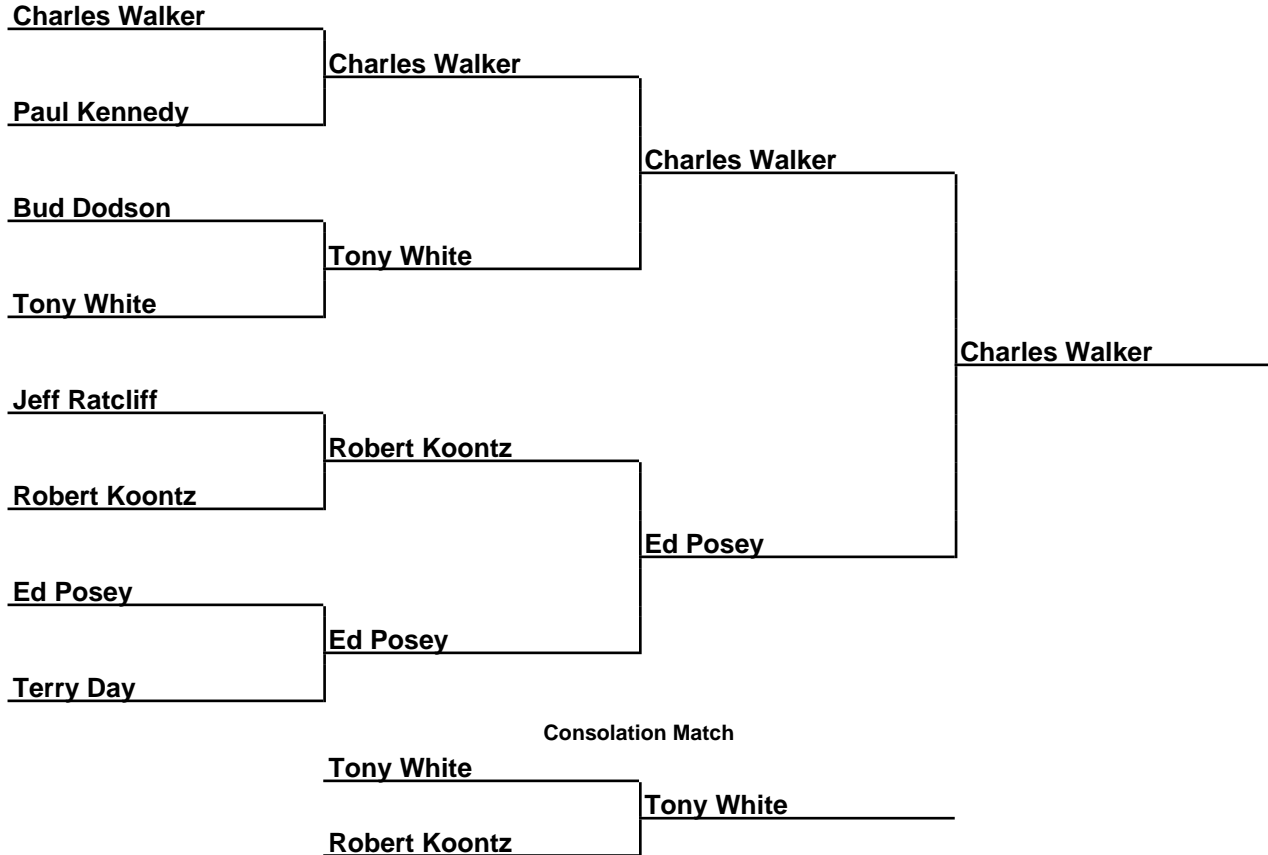 Charles Walker
Charles Walker
Paul Kennedy
Charles Walker
Bud Dodson
Tony White
Tony White
Charles Walker
Jeff Ratcliff
Robert Koontz
Robert Koontz
Ed Posey
Ed Posey
Ed Posey
Terry Day
Consolation Match
Tony White
Tony White
Robert Koontz